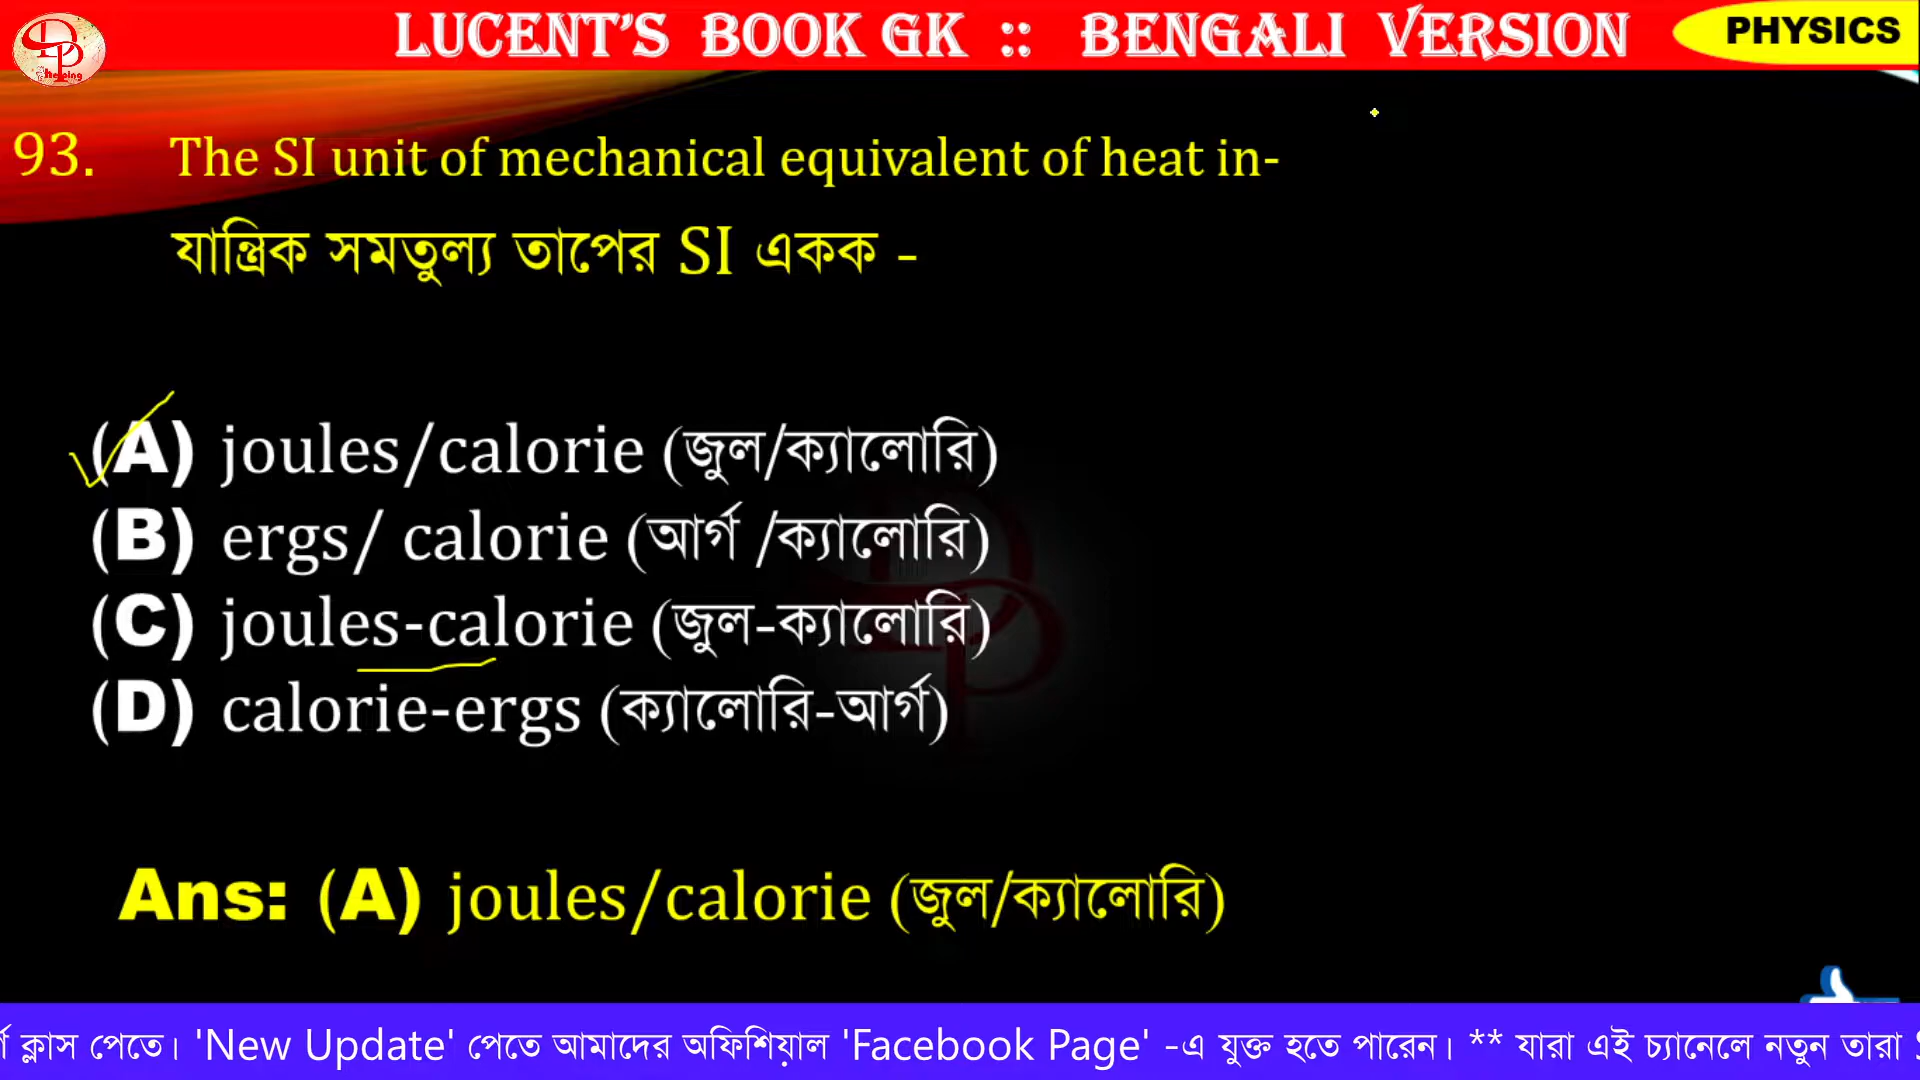 LUCENT'S BOOK GK :: BENGALI VERSION
PHYSICS
93. The SI unit of mechanical equivalent of heat in-
যান্ত্রিক সমতুল্য তাপের SI একক -
(A) joules/calorie (জুল/ক্যালোরি)
(B) ergs/ calorie (আর্গ /ক্যালোরি)
(C) joules-calorie (জুল-ক্যালোরি)
(D) calorie-ergs (ক্যালোরি-আর্গ)
Ans: (A) joules/calorie (জুল/ক্যালোরি)
ক্লাস পেতে। 'New Update' পেতে আমাদের অফিশিয়াল 'Facebook Page' -এ যুক্ত হতে পারেন। ** যারা এই চ্যানেলে নতুন তারা